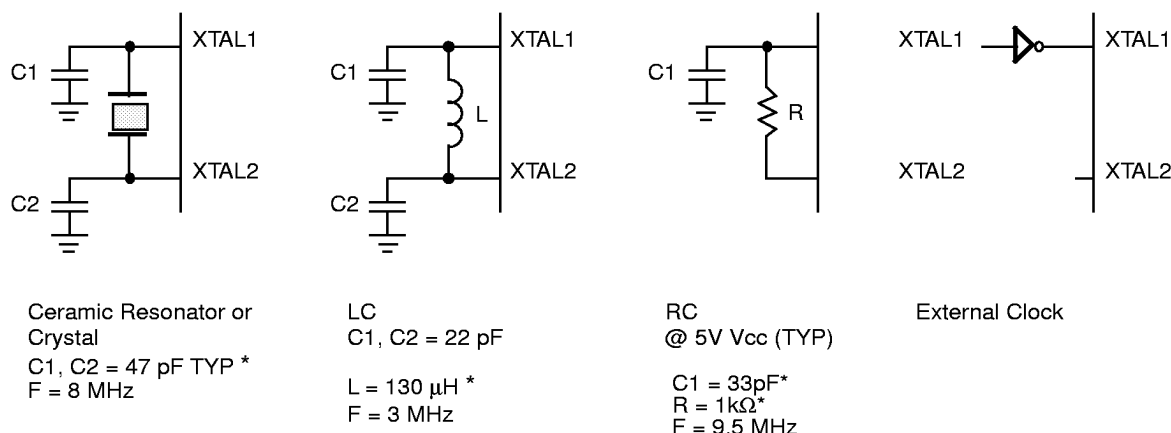 XTAL1
C1
XTAL2
C2
Ceramic Resonator or
Crystal
C1, C2 = 47 pF TYP *
F = 8 MHz
XTAL1
C1
L
XTAL2
C2
LC
C1, C2 = 22 pF
L = 130 μH *
F = 3 MHz
C1
R
RC
@ 5V Vcc (TYP)
C1 = 33pF*
R = 1kΩ*
F = 9.5 MHz
XTAL1
XTAL1
XTAL2
XTAL2
External Clock